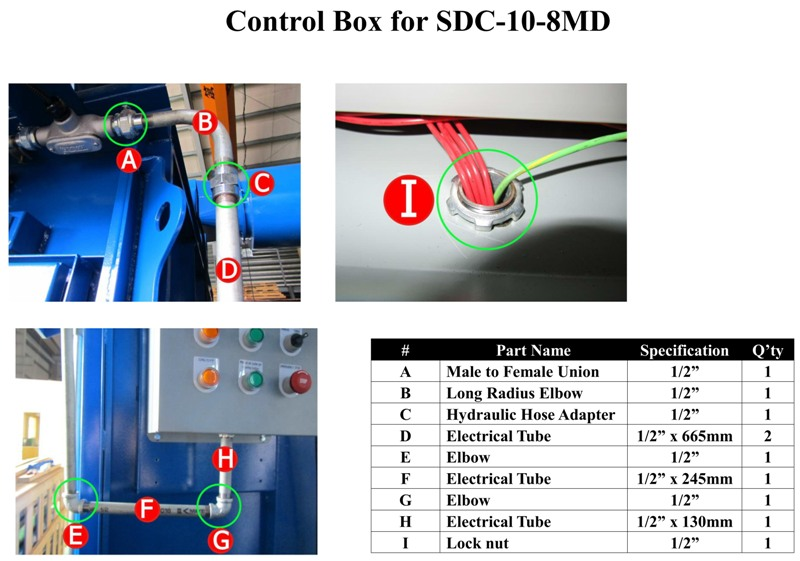 Control Box for SDC-10-8MD
A
B
C
D
I
E
F
G
H
# Part Name Specification Q’ty
A Male to Female Union 1/2” 1
B Long Radius Elbow 1/2” 1
C Hydraulic Hose Adapter 1/2” 1
D Electrical Tube 1/2” x 665mm 2
E Elbow 1/2” 1
F Electrical Tube 1/2” x 245mm 1
G Elbow 1/2” 1
H Electrical Tube 1/2” x 130mm 1
I Lock nut 1/2” 1